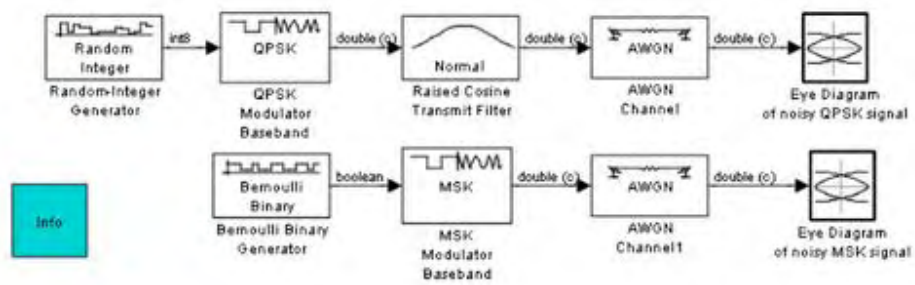 Random
Integer
Random-Integer
Generator
int8
QPSK
QPSK
Modulator
Baseband
double (c)
Normal
Raised Cosine
Transmit Filter
double (c)
AWGN
AWGN
Channel
double (c)
Eye Diagram
of noisy QPSK signal
Info
Bernoulli
Binary
Bernoulli Binary
Generator
boolean
MSK
MSK
Modulator
Baseband
double (c)
AWGN
AWGN
Channel1
double (c)
Eye Diagram
of noisy MSK signal